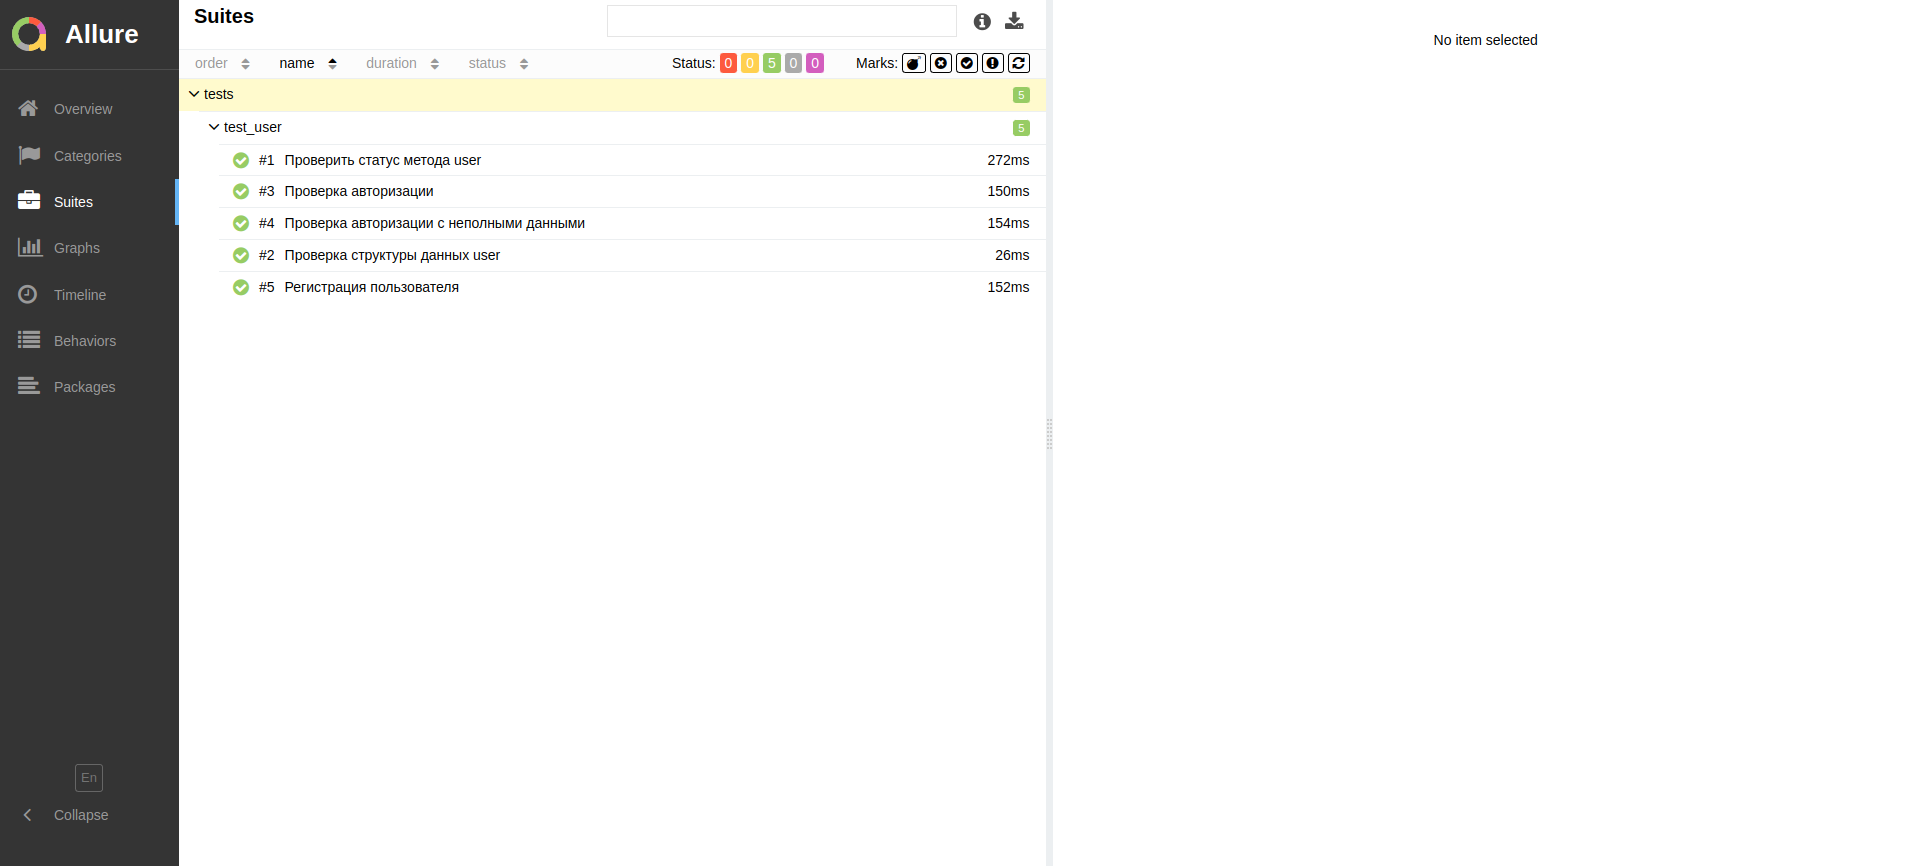 Allure
Overview
Categories
Suites
Graphs
Timeline
Behaviors
Packages
En
Collapse
Suites
order name duration status Status: 0 0 5 0 0 Marks:
tests 5
test_user 5
#1 Проверить статус метода user 272ms
#3 Проверка авторизации 150ms
#4 Проверка авторизации с неполными данными 154ms
#2 Проверка структуры данных user 26ms
#5 Регистрация пользователя 152ms
No item selected